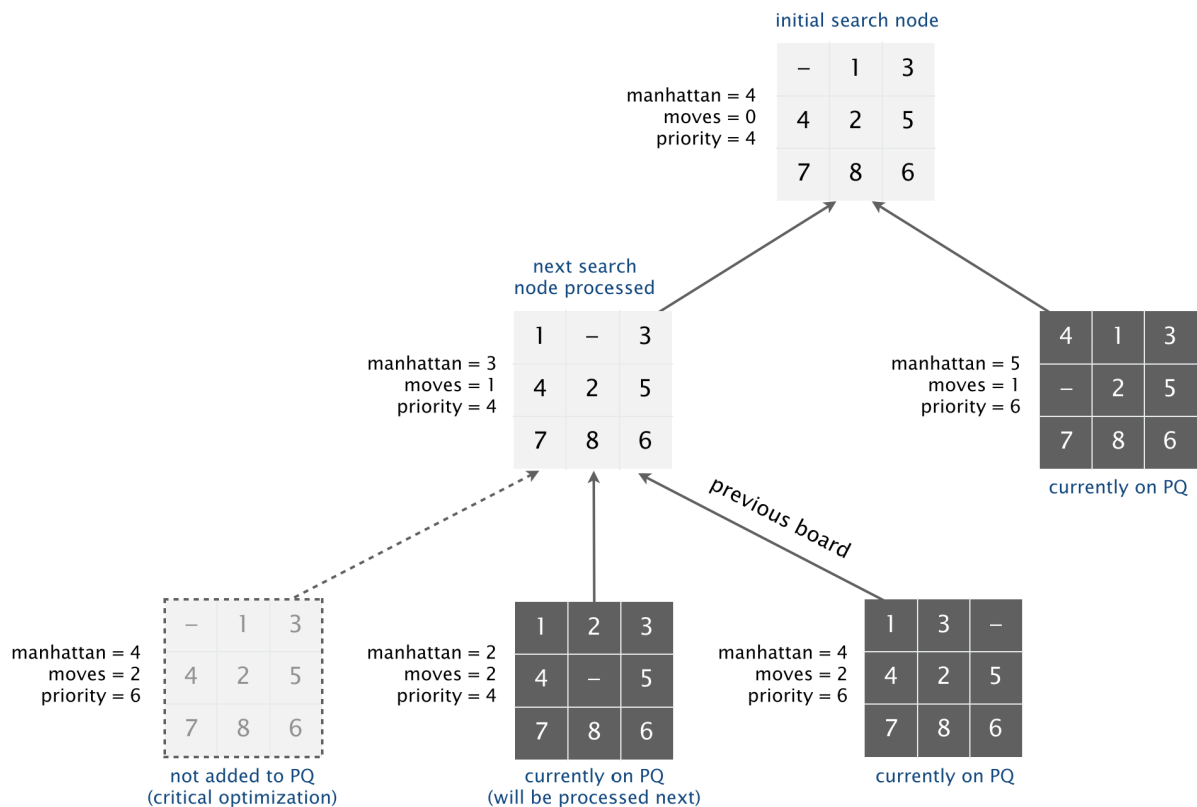 initial search node
– 1 3
4 2 5
7 8 6
manhattan = 4
moves = 0
priority = 4
next search
node processed
1 – 3
4 2 5
7 8 6
manhattan = 3
moves = 1
priority = 4
4 1 3
– 2 5
7 8 6
manhattan = 5
moves = 1
priority = 6
currently on PQ
previous board
– 1 3
4 2 5
7 8 6
manhattan = 4
moves = 2
priority = 6
not added to PQ
(critical optimization)
1 2 3
4 – 5
7 8 6
manhattan = 2
moves = 2
priority = 4
currently on PQ
(will be processed next)
1 3 –
4 2 5
7 8 6
manhattan = 4
moves = 2
priority = 6
currently on PQ